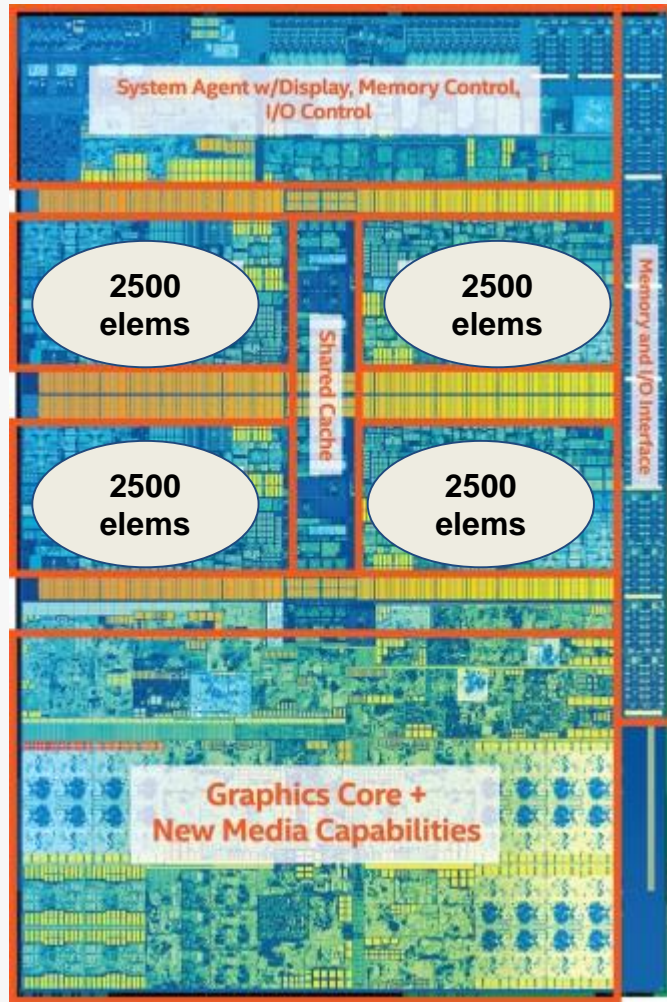 System Agent w/Display, Memory Control,
I/O Control
2500
elems
2500
elems
Shared Cache
Memory and I/O Interface
2500
elems
2500
elems
Graphics Core +
New Media Capabilities